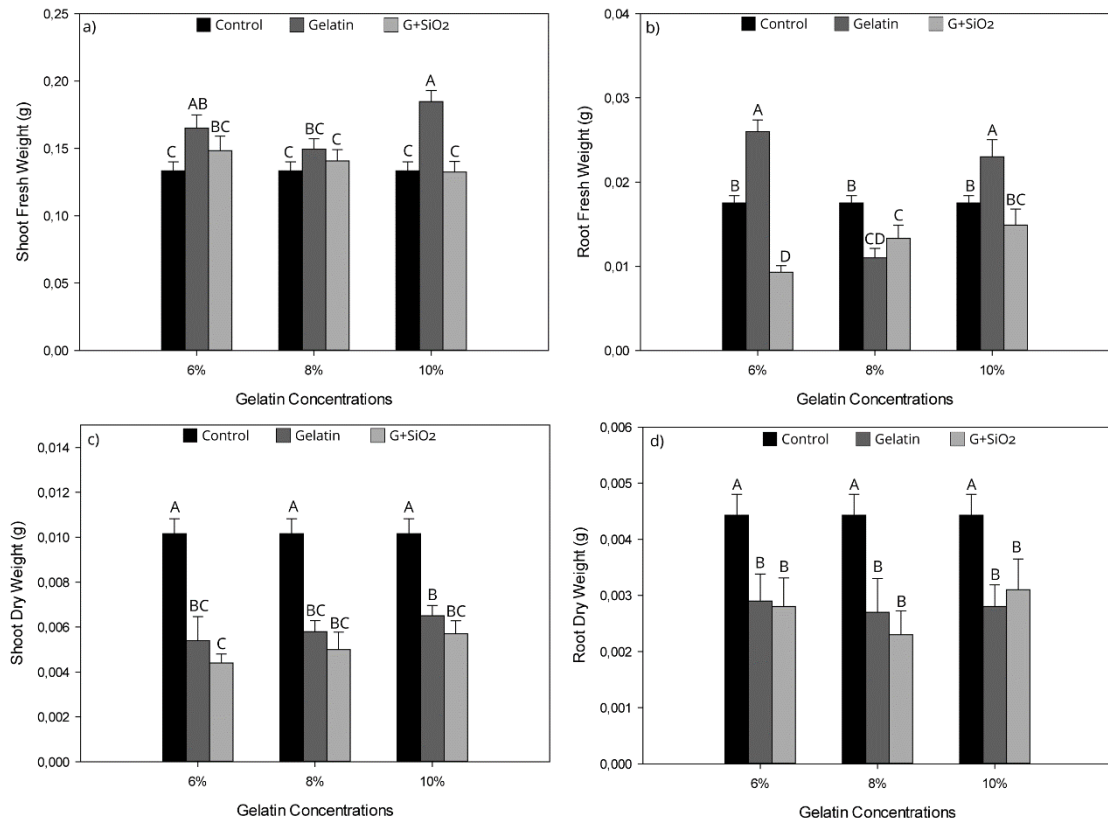 a)
Control Gelatin G+SiO2
Shoot Fresh Weight (g)
0,25
0,20
0,15
0,10
0,05
0,00
C AB BC
C BC C
C A C
6% 8% 10%
Gelatin Concentrations
b)
Control Gelatin G+SiO2
Root Fresh Weight (g)
0,04
0,03
0,02
0,01
0,00
B A D
B CD C
B A BC
6% 8% 10%
Gelatin Concentrations
c)
Control Gelatin G+SiO2
Shoot Dry Weight (g)
0,014
0,012
0,010
0,008
0,006
0,004
0,002
0,000
A BC C
A BC BC
A B BC
6% 8% 10%
Gelatin Concentrations
d)
Control Gelatin G+SiO2
Root Dry Weight (g)
0,006
0,005
0,004
0,003
0,002
0,001
0,000
A B B
A B B
A B B
6% 8% 10%
Gelatin Concentrations